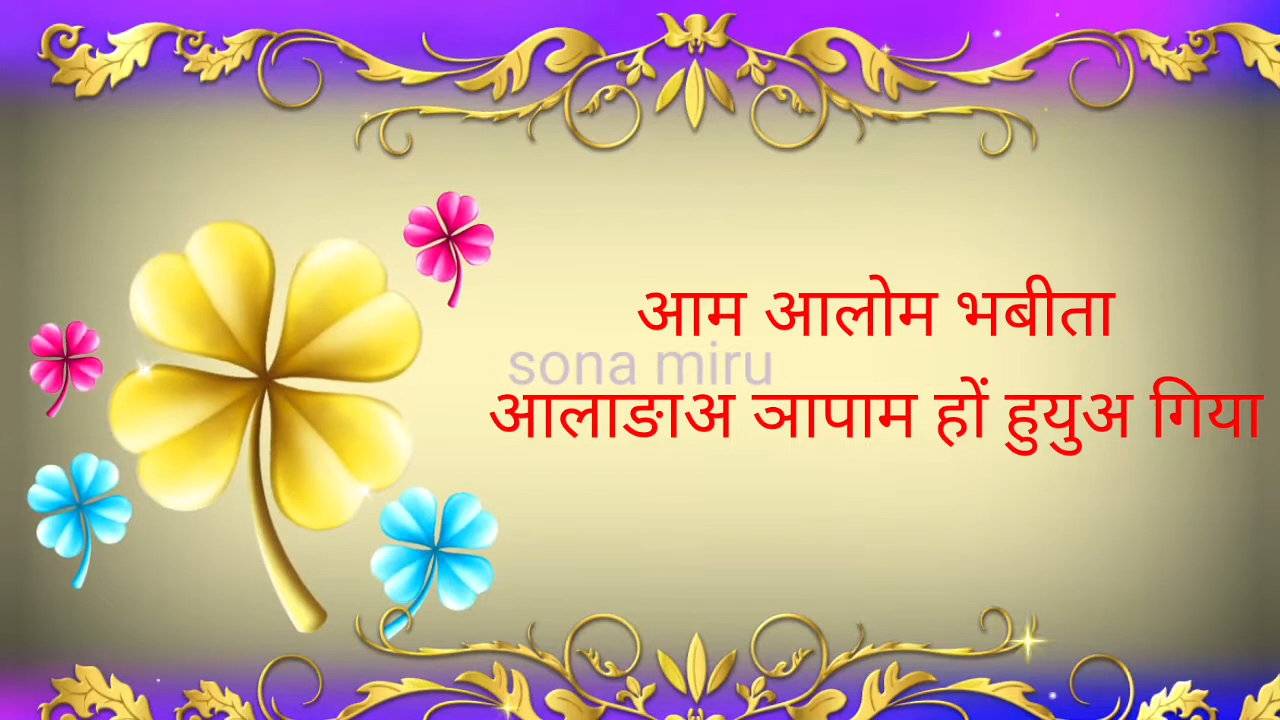 आम आलोम भबीता
sona miru
आलाङाअ ञापाम हों हुयुअ गिया